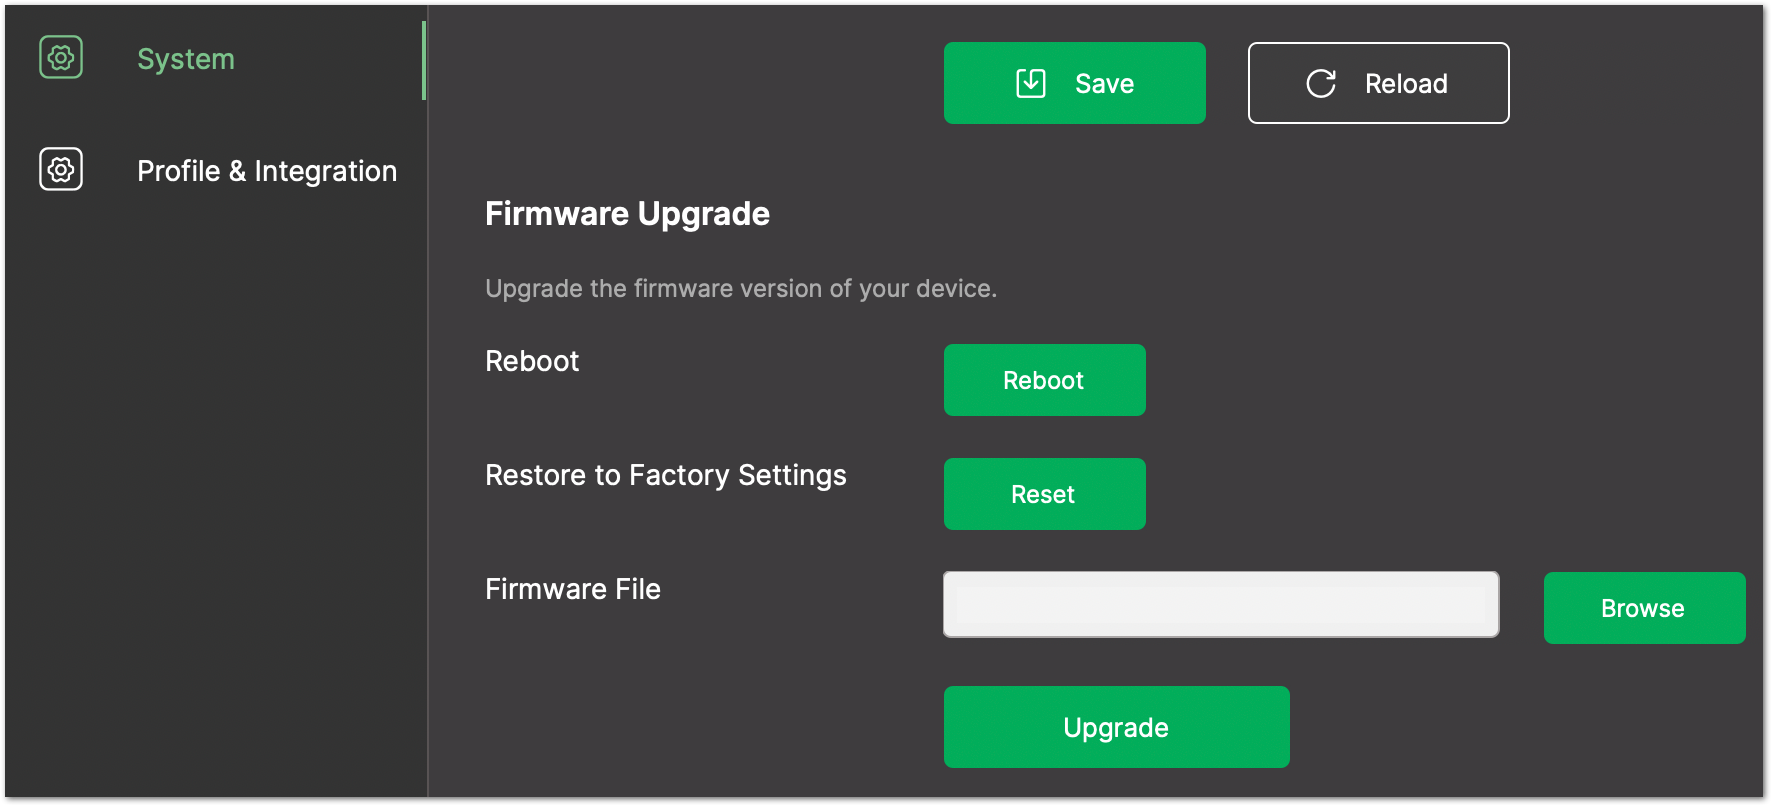 System
Profile & Integration
Save
Reload
Firmware Upgrade
Upgrade the firmware version of your device.
Reboot
Reboot
Restore to Factory Settings
Reset
Firmware File
Browse
Upgrade